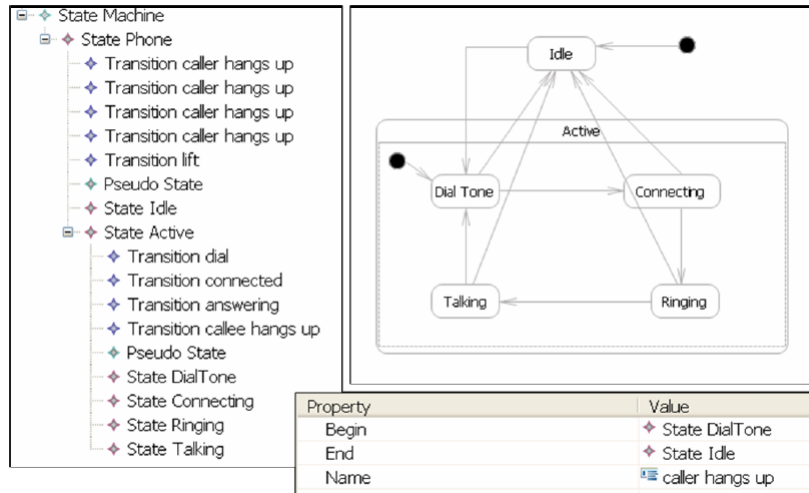 State Machine
State Phone
Transition caller hangs up
Transition caller hangs up
Transition caller hangs up
Transition caller hangs up
Transition lift
Pseudo State
State Idle
State Active
Transition dial
Transition connected
Transition answering
Transition callee hangs up
Pseudo State
State DialTone
State Connecting
State Ringing
State Talking
Idle
Active
Dial Tone
Connecting
Talking
Ringing
Property Value
Begin State DialTone
End State Idle
Name caller hangs up